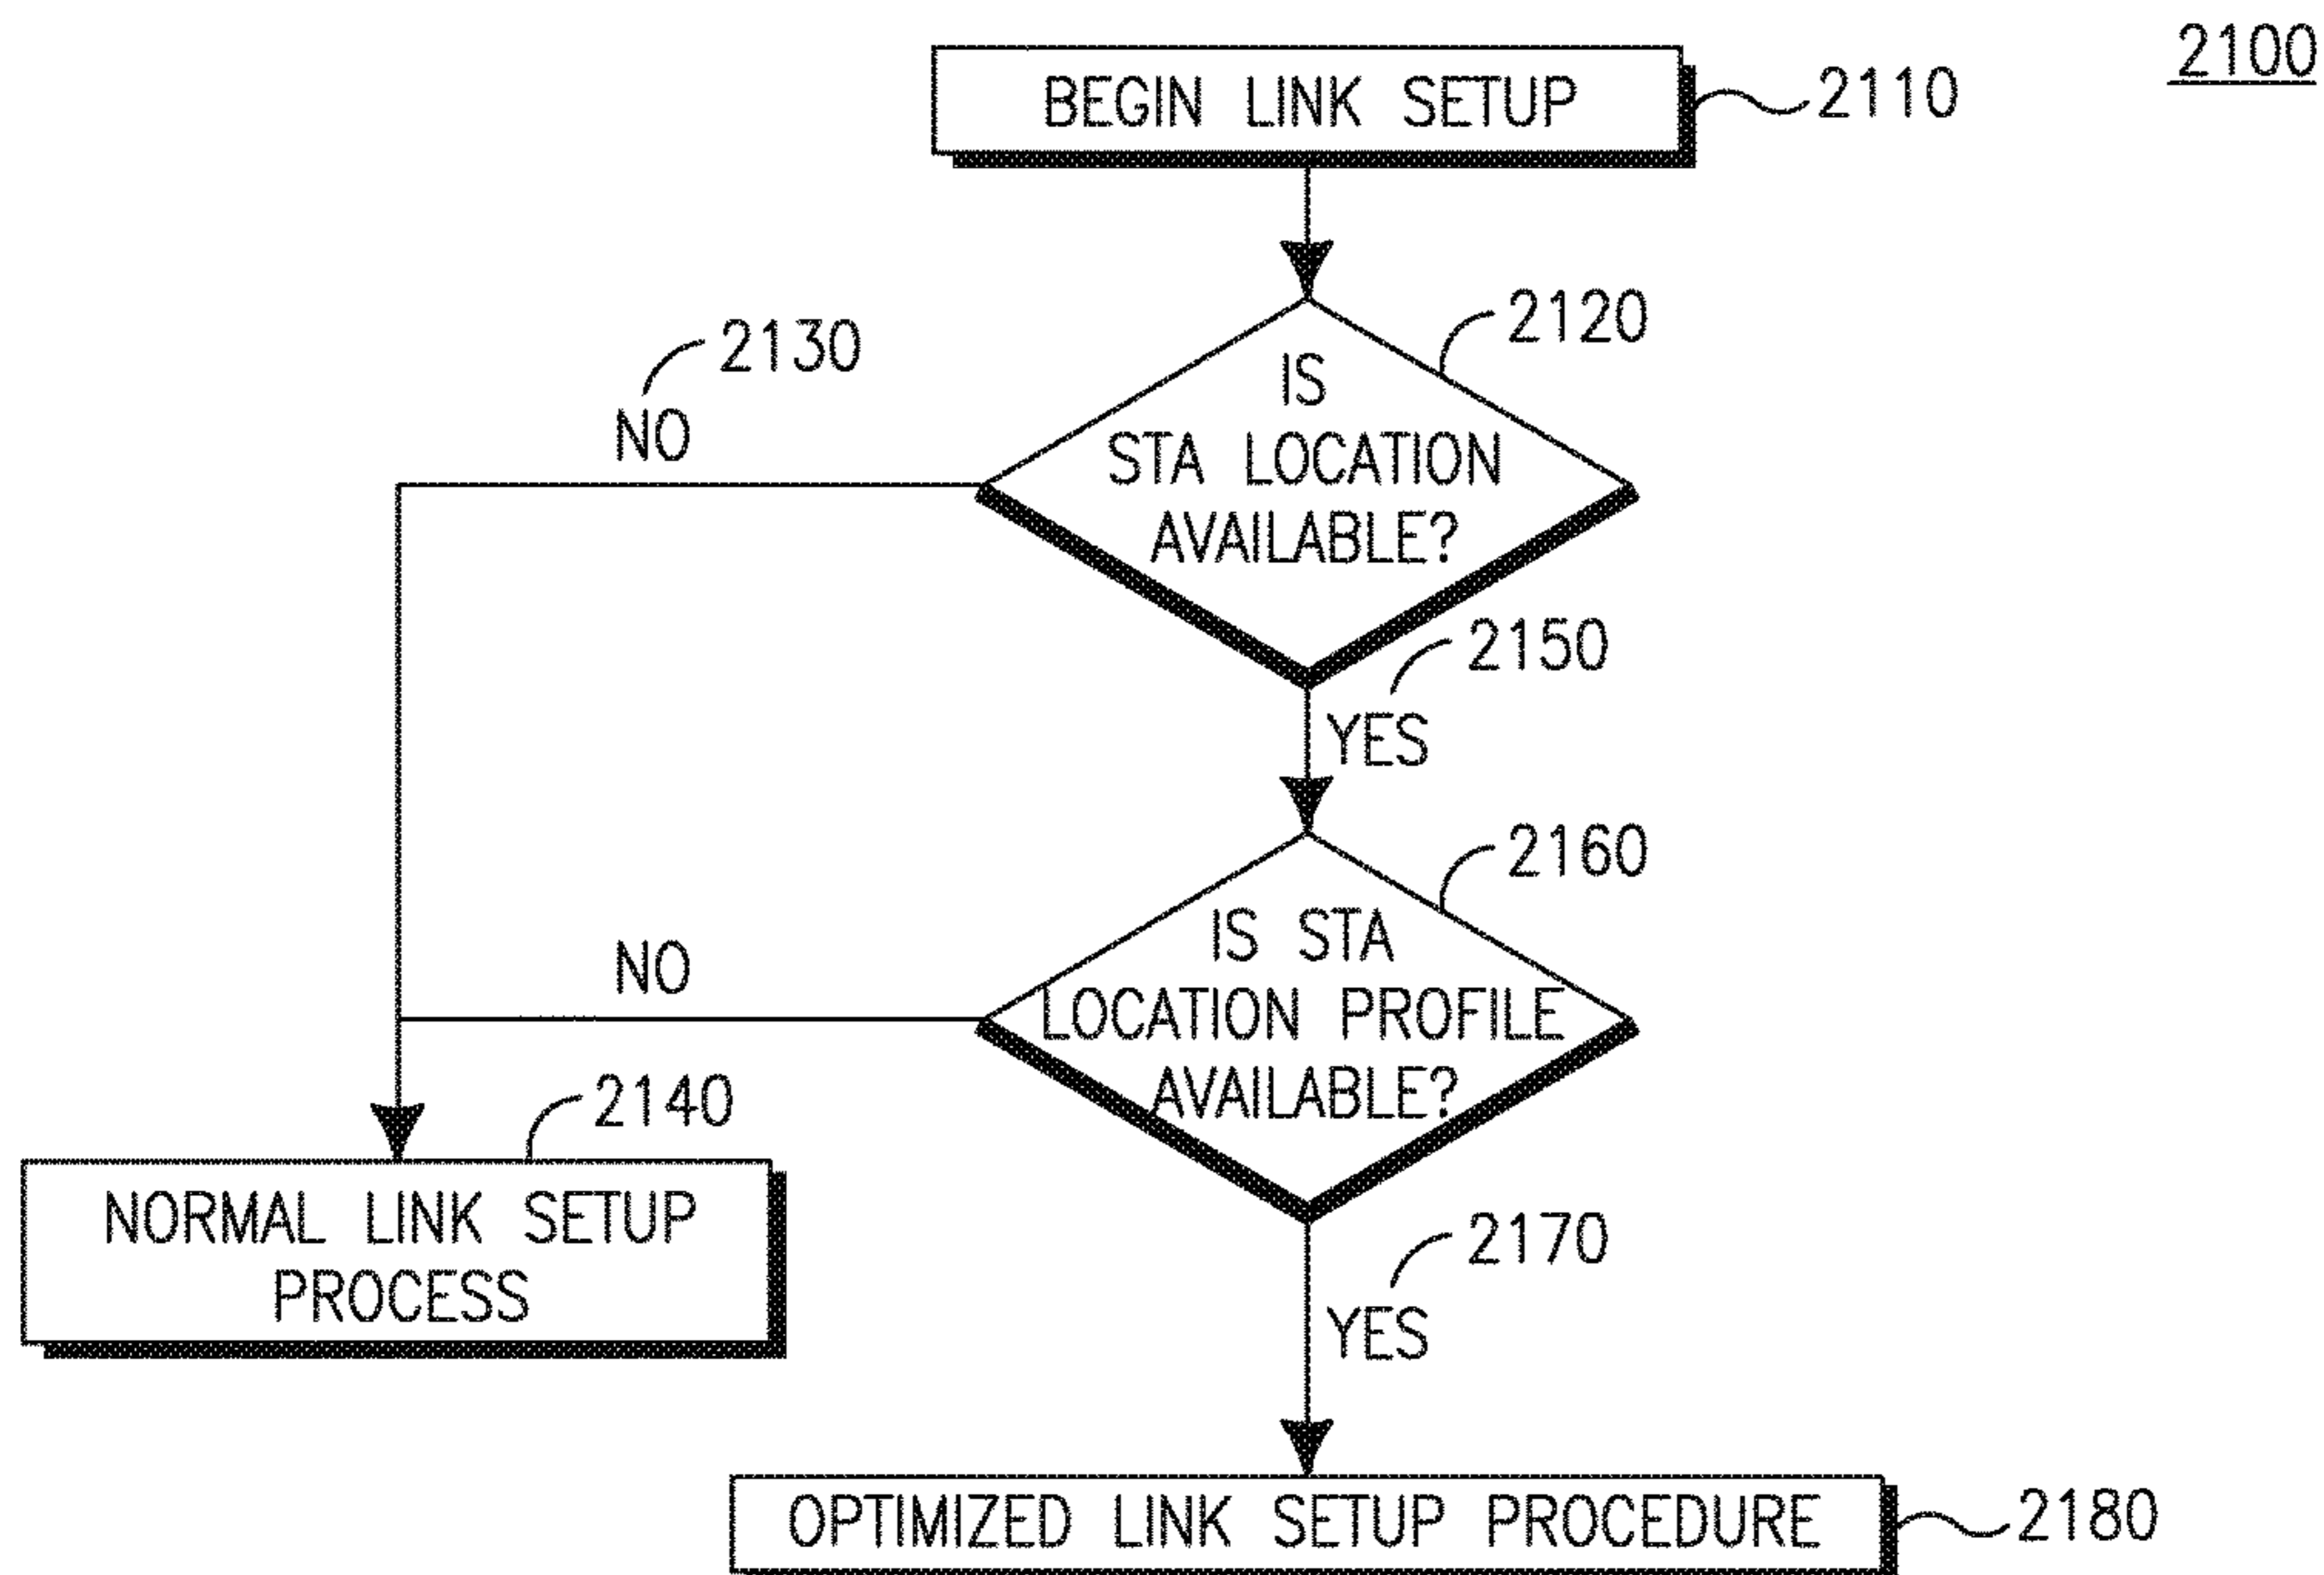 2100
BEGIN LINK SETUP
2110
2120
IS
STA LOCATION
AVAILABLE?
2130
NO
2150
YES
2160
IS STA
LOCATION PROFILE
AVAILABLE?
NO
2140
NORMAL LINK SETUP
PROCESS
2170
YES
OPTIMIZED LINK SETUP PROCEDURE
2180